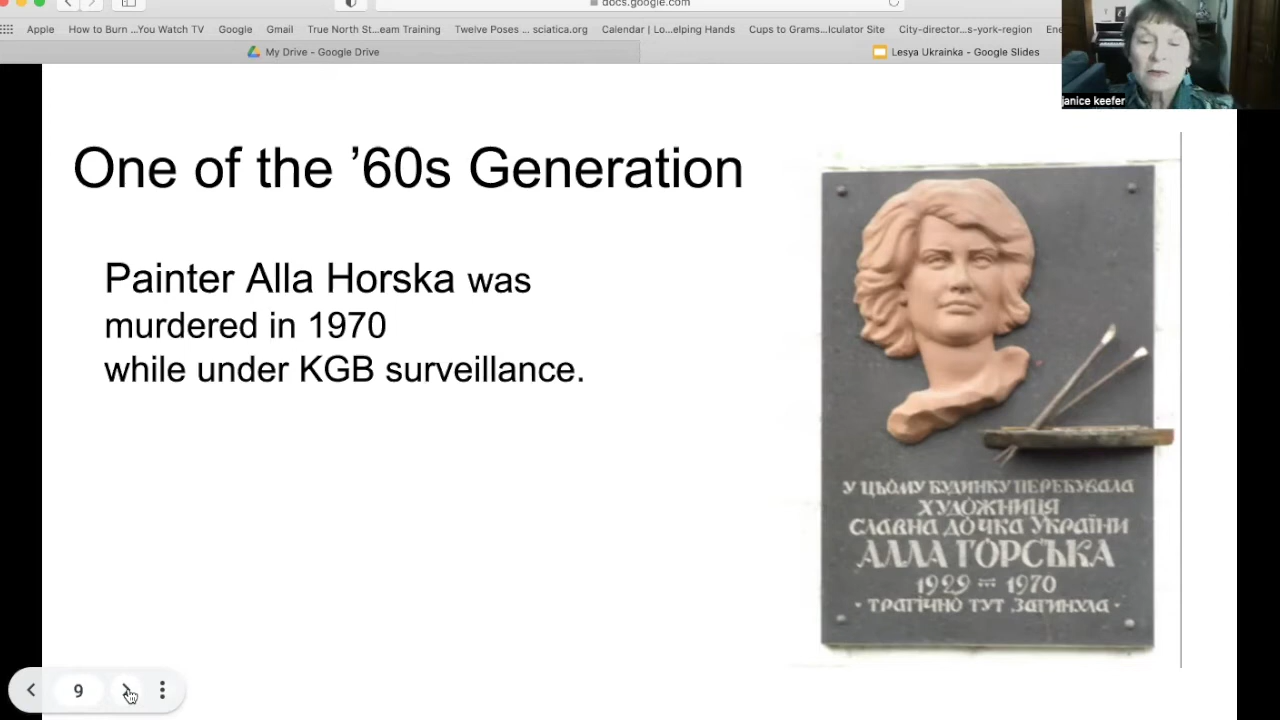 docs.google.com
Apple How to Burn ...You Watch TV Google Gmail True North St...eam Training Twelve Poses ... sciatica.org Calendar | Lo...elping Hands Cups to Grams...lculator Site City-director...s-york-region
My Drive - Google Drive Lesya Ukrainka - Google Slides
janice keefer
One of the ’60s Generation
Painter Alla Horska was
murdered in 1970
while under KGB surveillance.
У ЦЬОМУ БУДИНКУ ПЕРЕБУВАЛА
ХУДОЖНИЦЯ
СЛАВНА ДОЧКА УКРАЇНИ
АЛЛА ГОРСЬКА
1929 1970
· ТРАГІЧНО ТУТ ЗАГИНУЛА ·
9